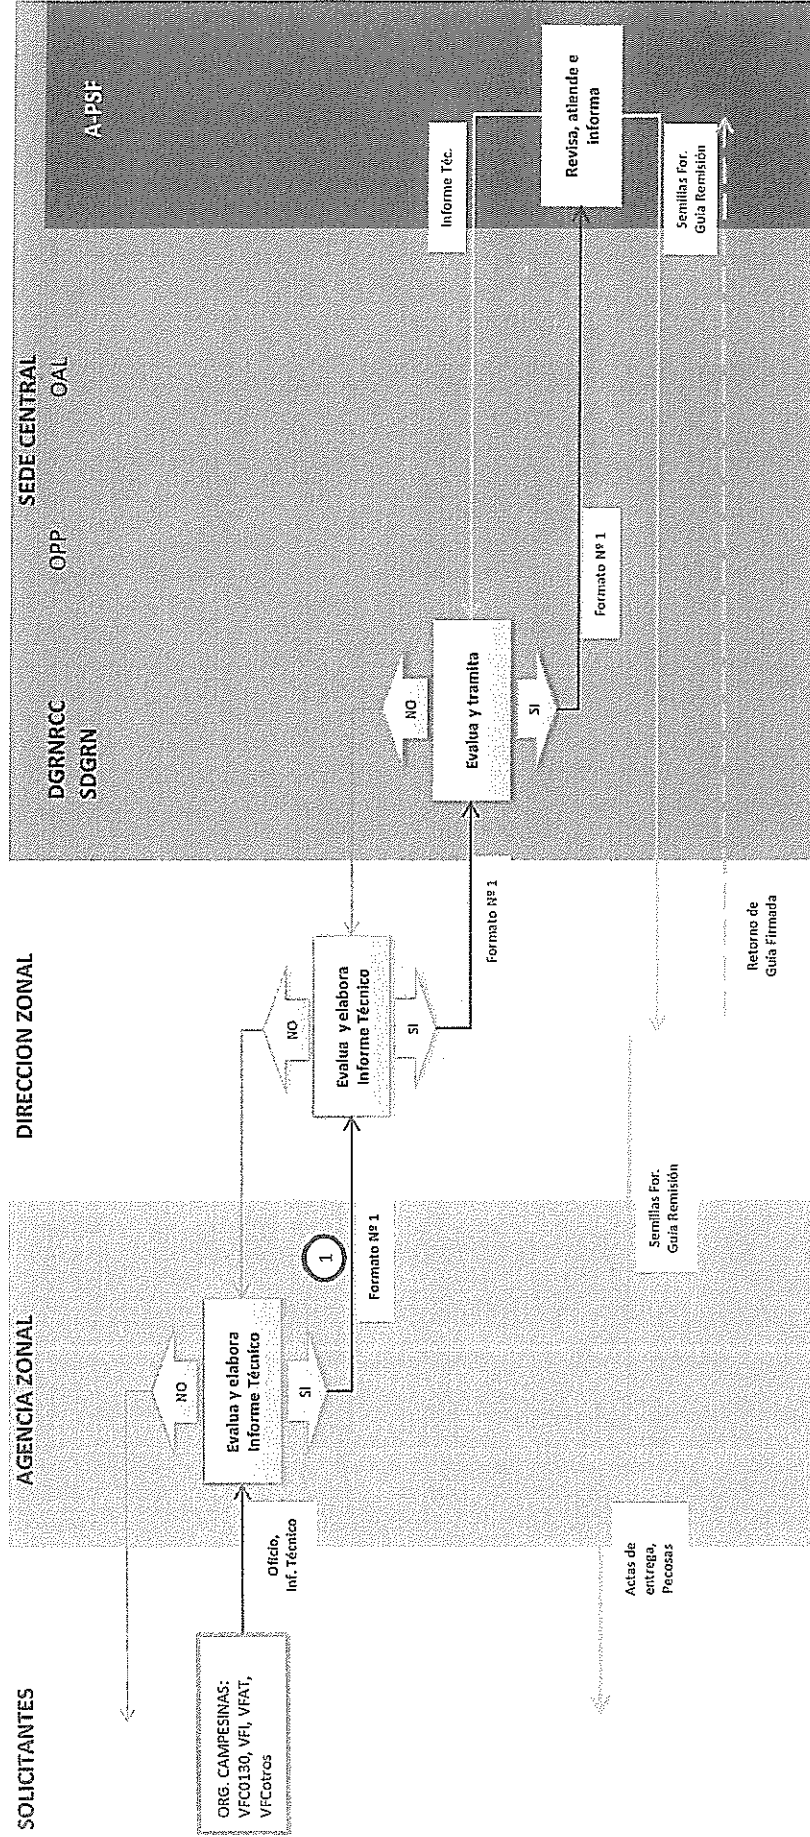 SOLICITANTES
AGENCIA ZONAL
DIRECCION ZONAL
SEDE CENTRAL
DGRNRCC
SDGRN
OPP
OAL
A-PSF
ORG. CAMPESINAS:
VFC0130, VFI, VFAT,
VFCotros
Oficio,
Inf. Técnico
NO
Evalua y elabora
Informe Técnico
SI
1
Formato Nº 1
NO
Evalua y elabora
Informe Técnico
SI
Formato Nº 1
NO
Evalua y tramita
SI
Formato Nº 1
Informe Téc.
Revisa, atiende e
informa
Semillas For.
Guía Remisión
Retorno de
Guía Firmada
Semillas For.
Guía Remisión
Actas de
entrega,
Pecosas